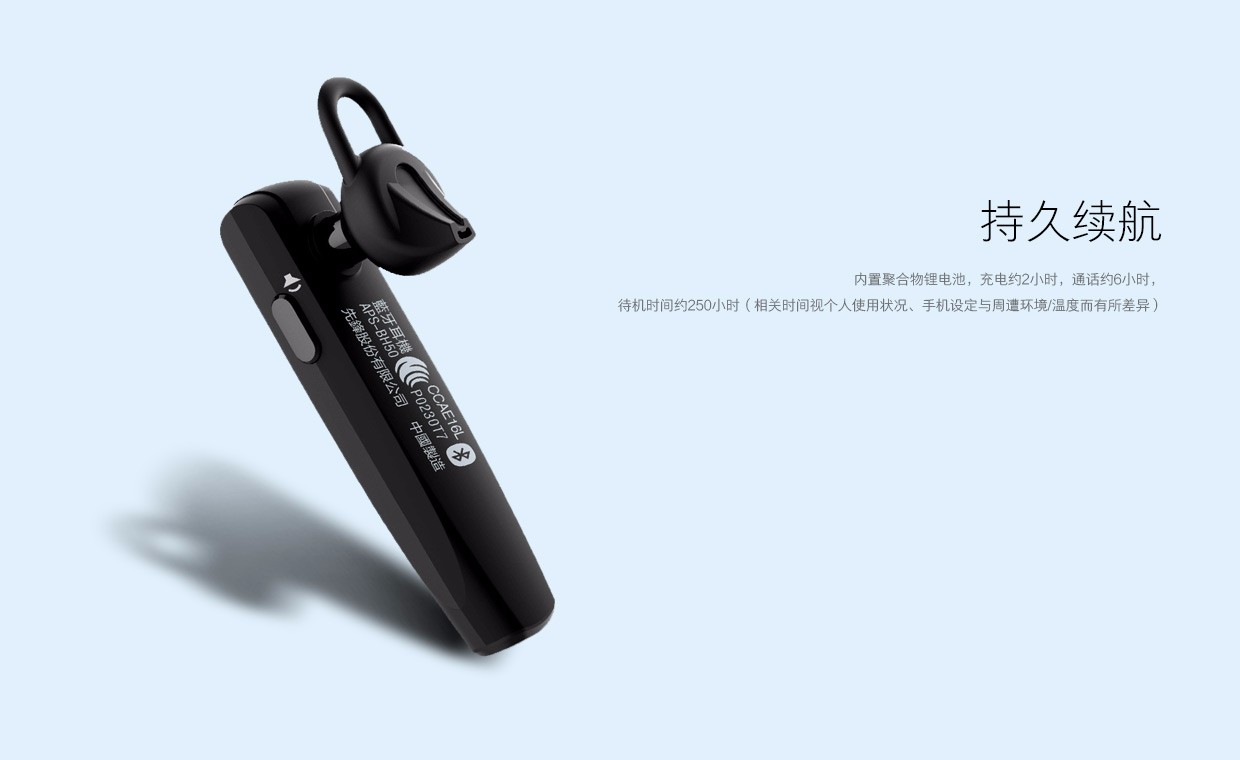 持久续航
内置聚合物锂电池，充电约2小时，通话约6小时，
待机时间约250小时（相关时间视个人使用状况、手机设定与周遭环境/温度而有所差异）
藍牙耳機
APS-BH50
先鋒股份有限公司
CCAE16L
P0230T7
中國製造